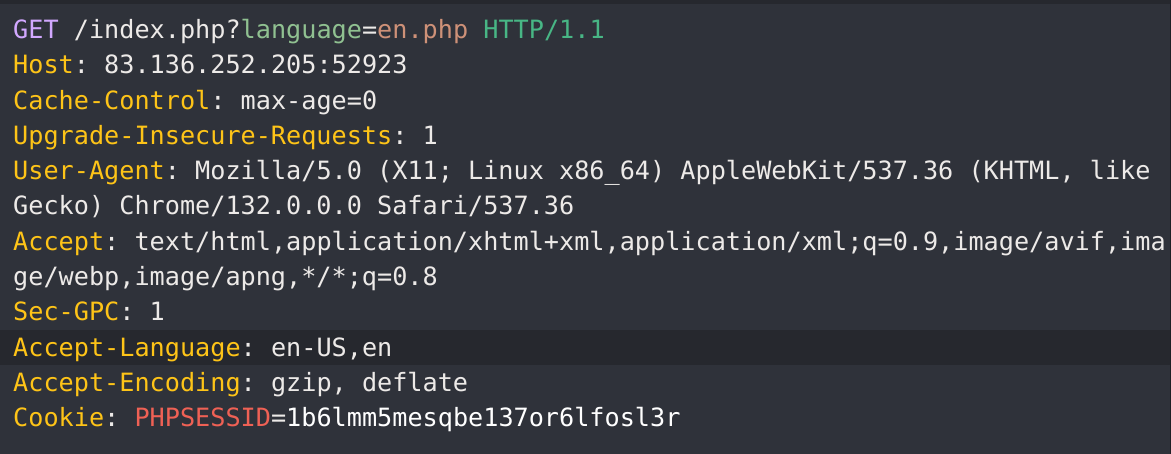 GET /index.php?language=en.php HTTP/1.1
Host: 83.136.252.205:52923
Cache-Control: max-age=0
Upgrade-Insecure-Requests: 1
User-Agent: Mozilla/5.0 (X11; Linux x86_64) AppleWebKit/537.36 (KHTML, like
Gecko) Chrome/132.0.0.0 Safari/537.36
Accept: text/html,application/xhtml+xml,application/xml;q=0.9,image/avif,ima
ge/webp,image/apng,*/*;q=0.8
Sec-GPC: 1
Accept-Language: en-US,en
Accept-Encoding: gzip, deflate
Cookie: PHPSESSID=1b6lmm5mesqbe137or6lfosl3r